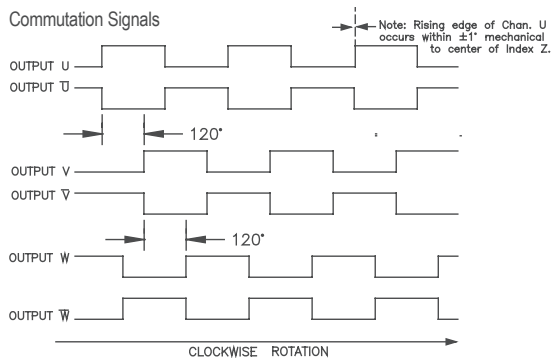 Commutation Signals
Note: Rising edge of Chan. U
occurs within ±1° mechanical
to center of Index Z.
OUTPUT U
OUTPUT U̅
120°
OUTPUT V
OUTPUT V̅
120°
OUTPUT W
OUTPUT W̅
CLOCKWISE ROTATION